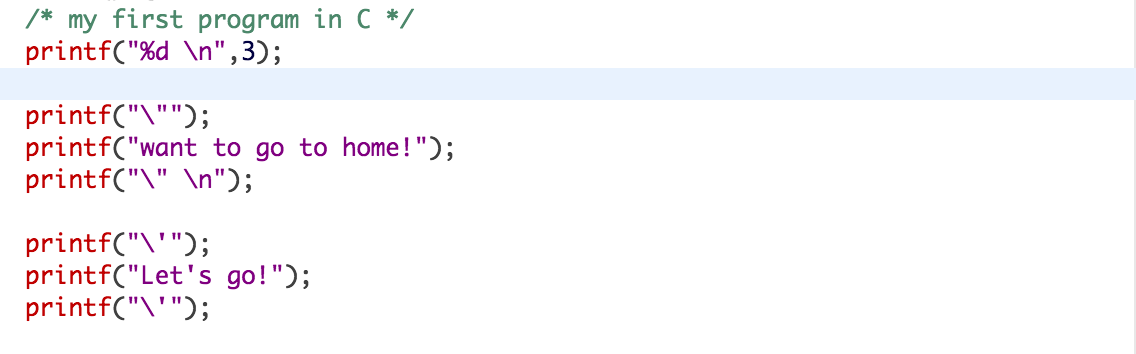 /* my first program in C */
printf("%d \n",3);
printf("\"");
printf("want to go to home!");
printf("\" \n");
printf("\'");
printf("Let's go!");
printf("\'");